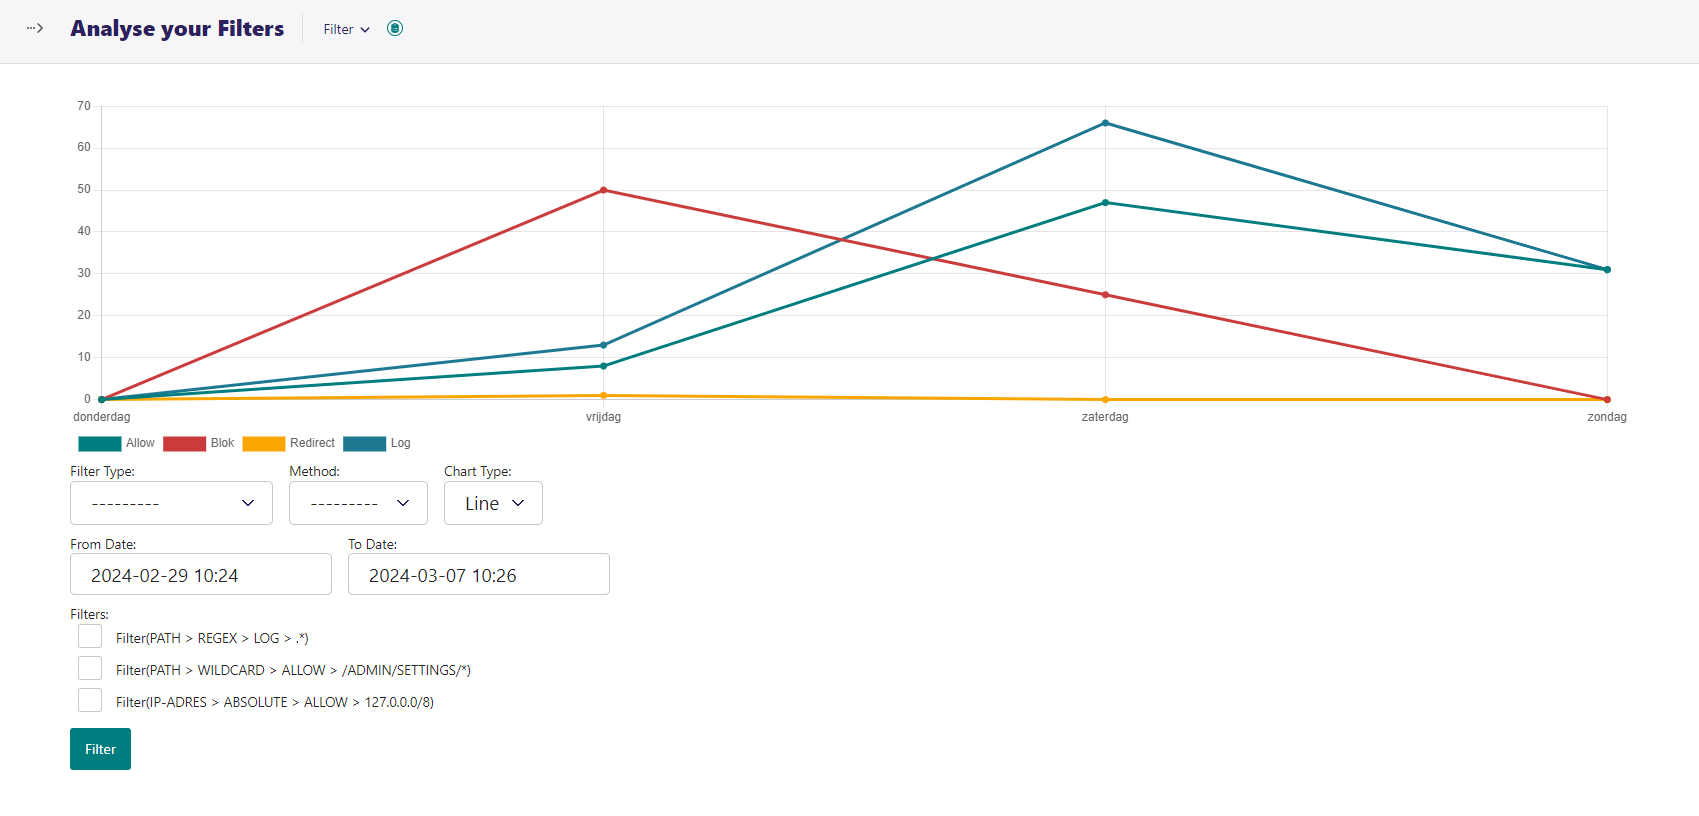 Analyse your Filters
Filter
70
60
50
40
30
20
10
0
donderdag vrijdag zaterdag zondag
Allow Blok Redirect Log
Filter Type: Method: Chart Type:
--------- --------- Line
From Date: To Date:
2024-02-29 10:24 2024-03-07 10:26
Filters:
Filter(PATH > REGEX > LOG > .*)
Filter(PATH > WILDCARD > ALLOW > /ADMIN/SETTINGS/*)
Filter(IP-ADRES > ABSOLUTE > ALLOW > 127.0.0.0/8)
Filter